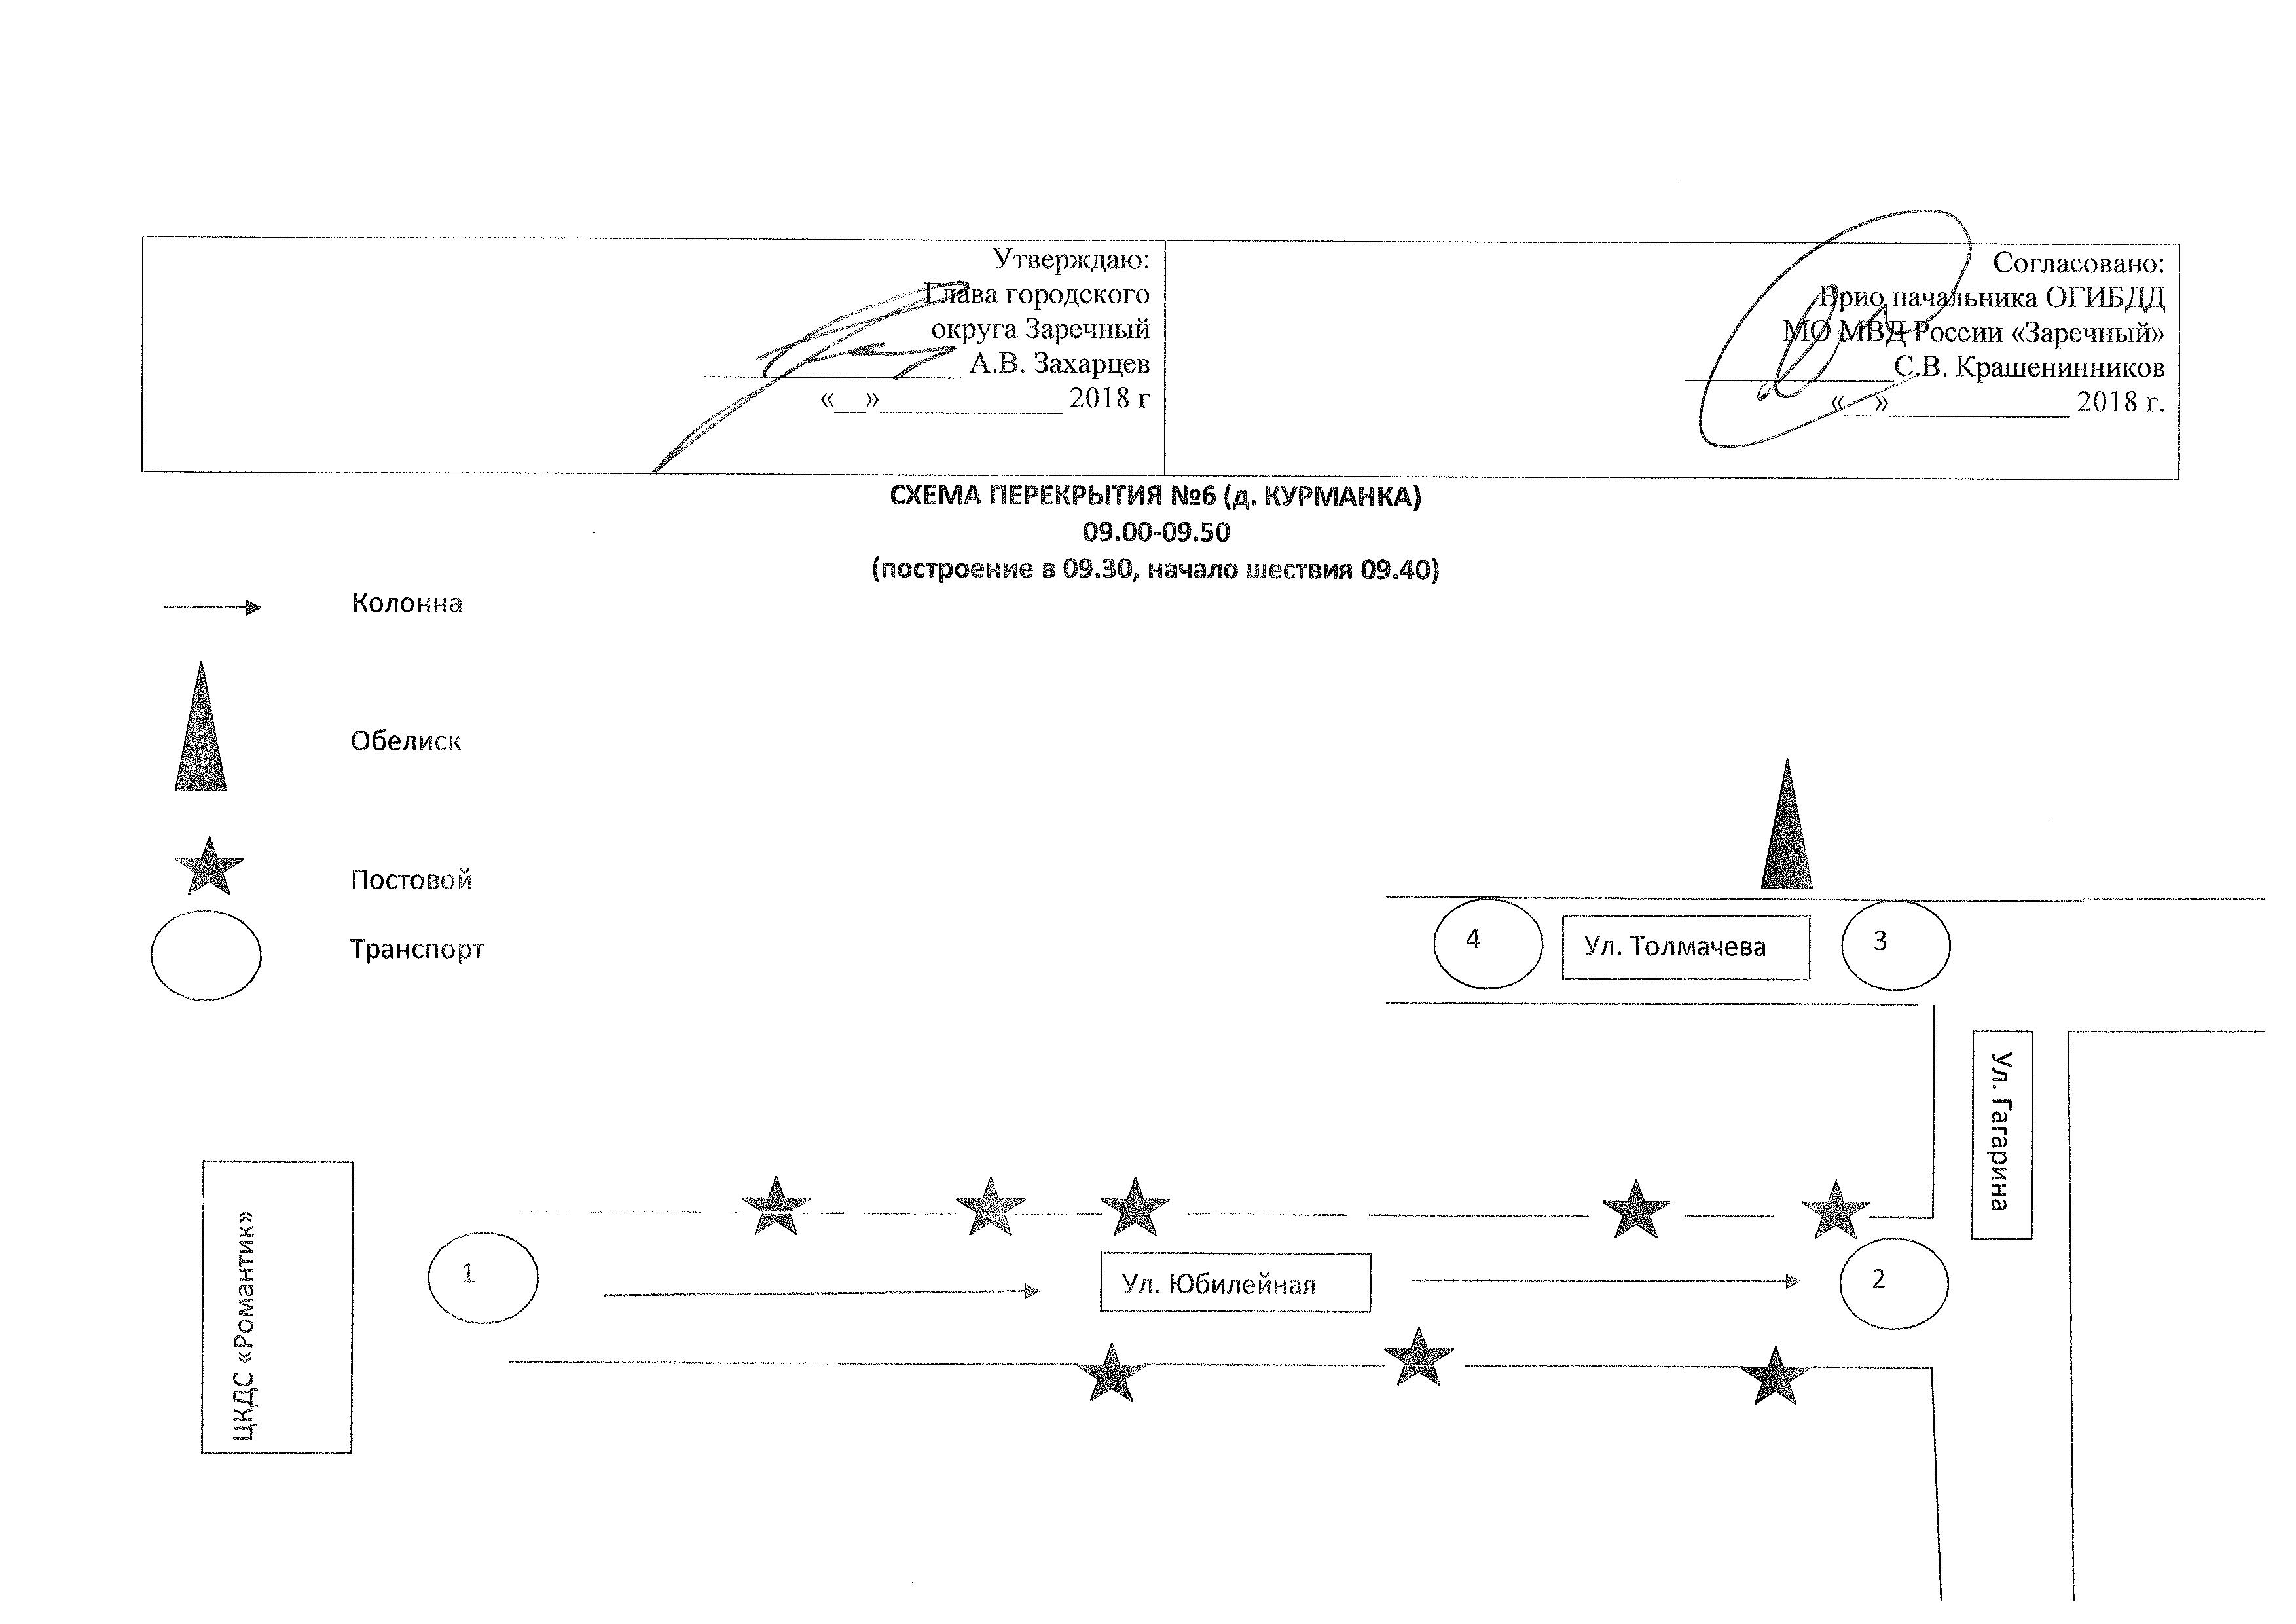 Утверждаю:
Глава городского
округа Заречный
А.В. Захарцев
«__»_____________ 2018 г
Согласовано:
Врио начальника ОГИБДД
МО МВД России «Заречный»
С.В. Крашенинников
«__»_____________ 2018 г.
СХЕМА ПЕРЕКРЫТИЯ №6 (д. КУРМАНКА)
09.00-09.50
(построение в 09.30, начало шествия 09.40)
Колонна
Обелиск
Постовой
Транспорт
4
Ул. Толмачева
3
Ул. Гагарина
ЦКДС «Романтик»
1
Ул. Юбилейная
2